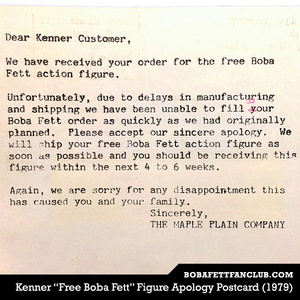 Dear Kenner Customer,
We have received your order for the free Boba
Fett action figure.
Unfortunately, due to delays in manufacturing
and shipping we have been unable to fill your
Boba Fett order as quickly as we had originally
planned. Please accept our sincere apology. We
will ship your free Boba Fett action figure as
soon as possible and you should be receiving this
figure within the next 4 to 6 weeks.
Again, we are sorry for any disappointment this
has caused you and your family.
Sincerely,
THE MAPLE PLAIN COMPANY
BOBAFETTFANCLUB.COM
Kenner “Free Boba Fett” Figure Apology Postcard (1979)